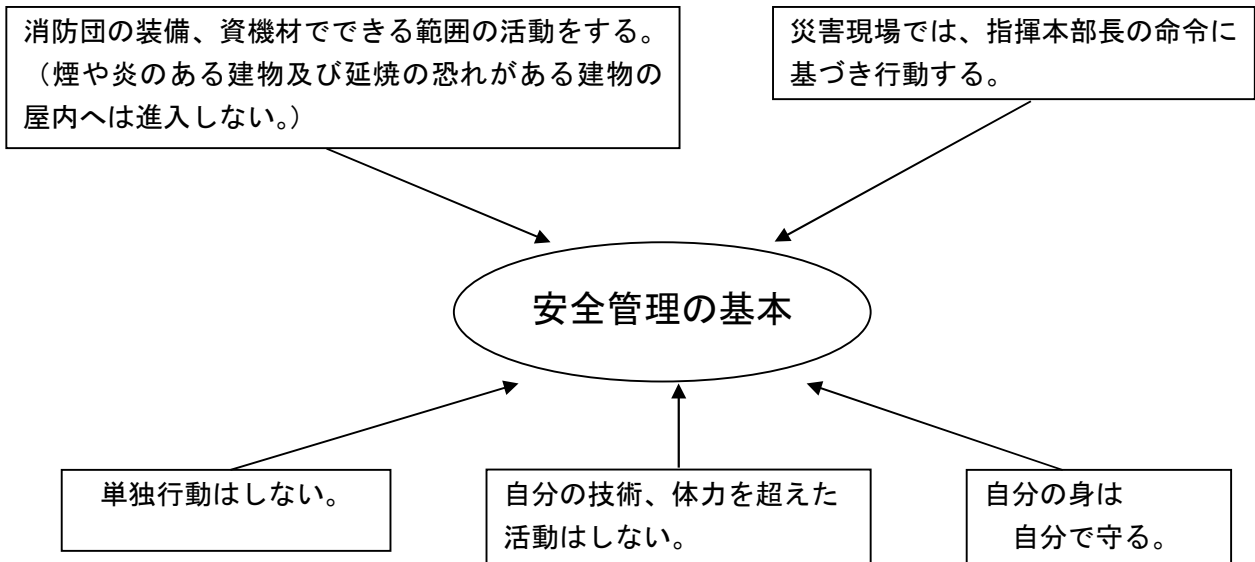 消防団の装備、資機材でできる範囲の活動をする。
（煙や炎のある建物及び延焼の恐れがある建物の
屋内へは進入しない。）
災害現場では、指揮本部長の命令に
基づき行動する。
安全管理の基本
単独行動はしない。
自分の技術、体力を超えた
活動はしない。
自分の身は
自分で守る。